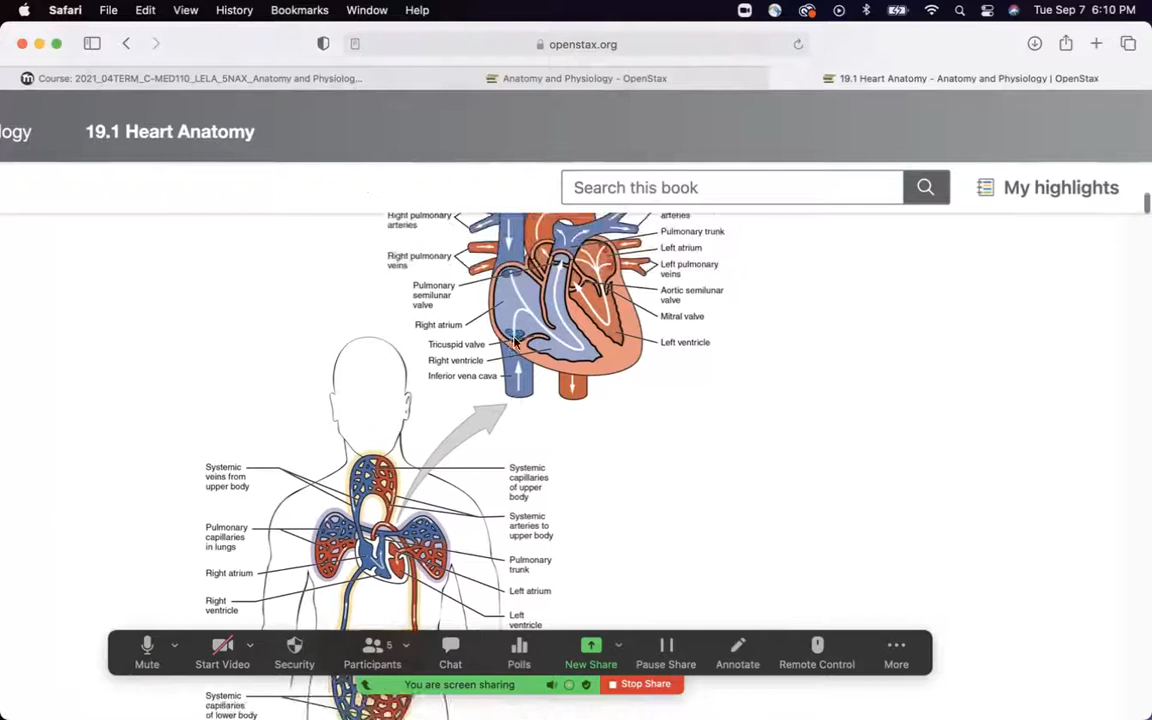 Safari File Edit View History Bookmarks Window Help Tue Sep 7 6:10 PM
openstax.org
Course: 2021_04TERM_C-MED110_LELA_5NAX_Anatomy and Physiolog...
Anatomy and Physiology - OpenStax
19.1 Heart Anatomy - Anatomy and Physiology | OpenStax
logy 19.1 Heart Anatomy
Search this book
My highlights
Right pulmonary
arteries
Right pulmonary
veins
Pulmonary
semilunar
valve
Right atrium
Tricuspid valve
Right ventricle
Inferior vena cava
arteries
Pulmonary trunk
Left atrium
Left pulmonary
veins
Aortic semilunar
valve
Mitral valve
Left ventricle
Systemic
veins from
upper body
Pulmonary
capillaries
in lungs
Right atrium
Right
ventricle
Systemic
capillaries
of upper
body
Systemic
arteries to
upper body
Pulmonary
trunk
Left atrium
Left
ventricle
Mute
Start Video
Security
Participants 5
Chat
Polls
New Share
Pause Share
Annotate
Remote Control
More
You are screen sharing
Stop Share
Systemic
capillaries
of lower body